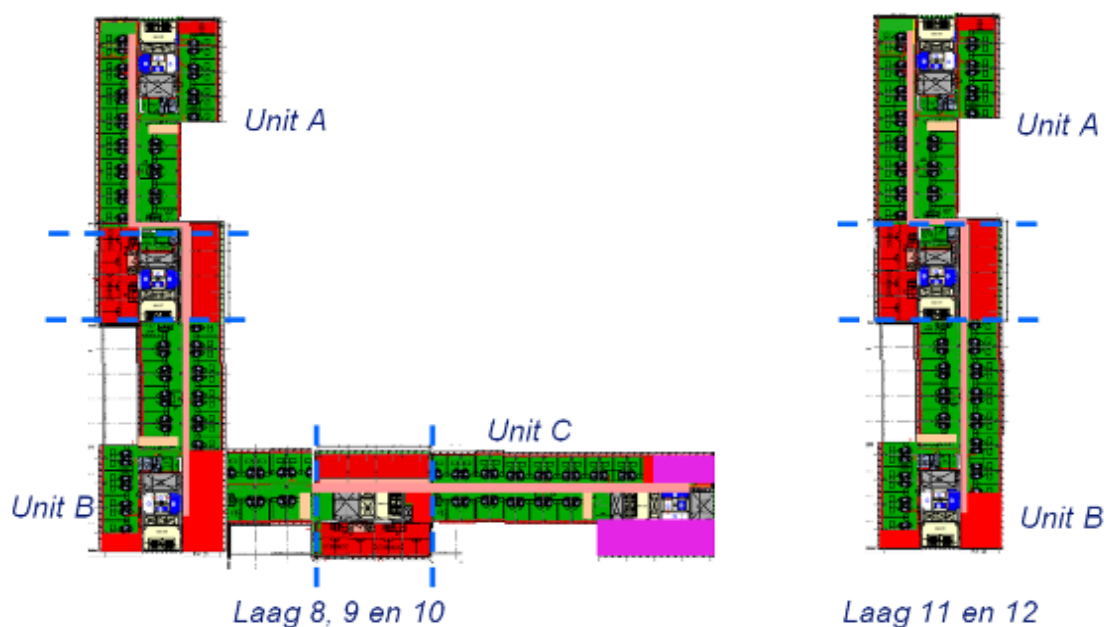 Unit A
Unit A
Unit C
Unit B
Unit B
Laag 8, 9 en 10
Laag 11 en 12